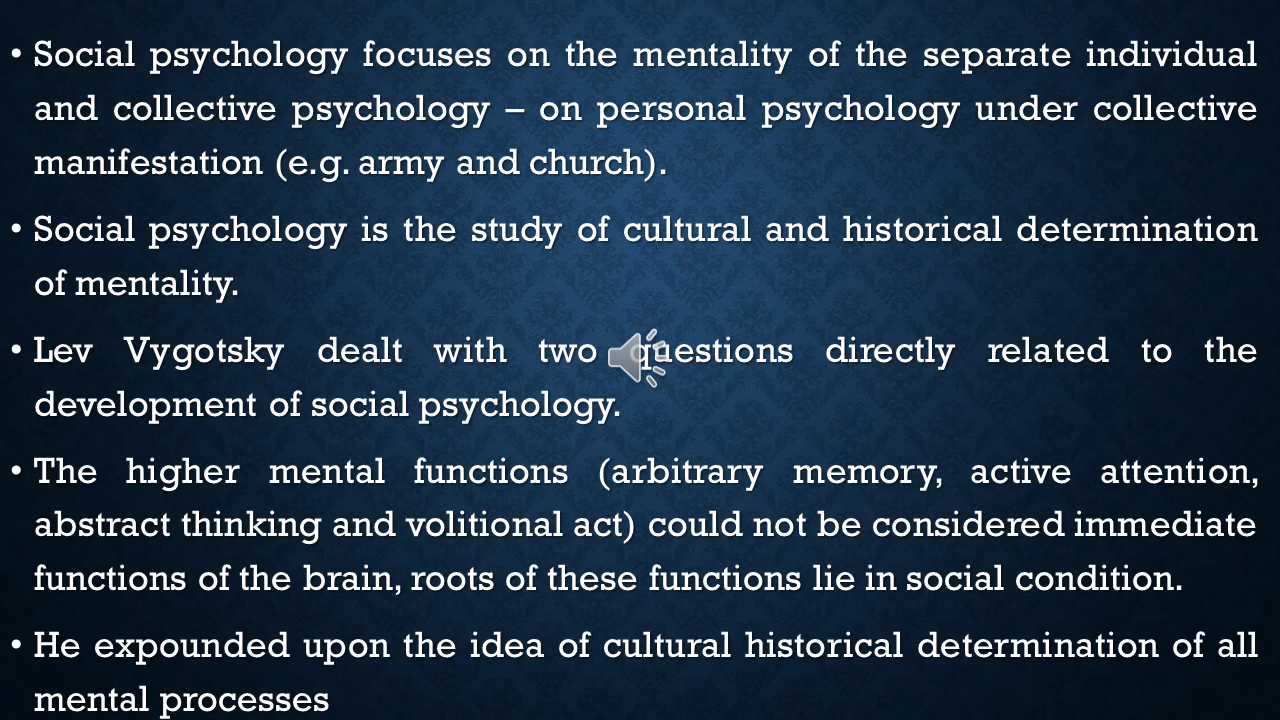 • Social psychology focuses on the mentality of the separate individual
and collective psychology – on personal psychology under collective
manifestation (e.g. army and church).
• Social psychology is the study of cultural and historical determination
of mentality.
• Lev Vygotsky dealt with two questions directly related to the
development of social psychology.
• The higher mental functions (arbitrary memory, active attention,
abstract thinking and volitional act) could not be considered immediate
functions of the brain, roots of these functions lie in social condition.
• He expounded upon the idea of cultural historical determination of all
mental processes